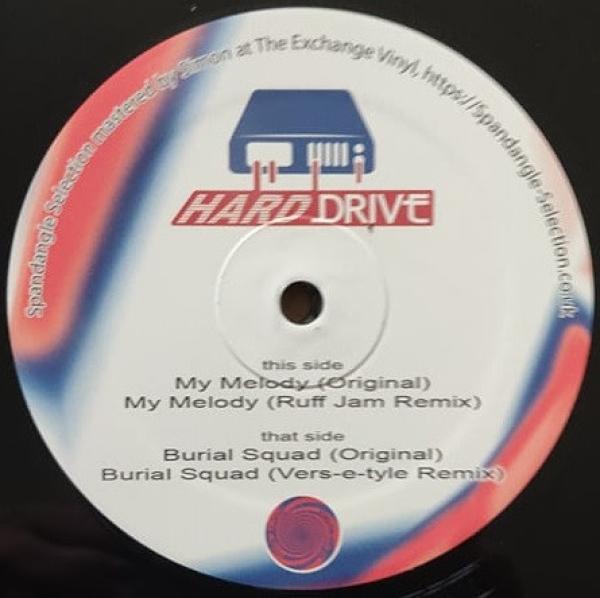 Spandangle Selection mastered by Simon at The Exchange Vinyl, https://Spandangle-Selection.co.uk
HARD DRIVE
this side
My Melody (Original)
My Melody (Ruff Jam Remix)
that side
Burial Squad (Original)
Burial Squad (Vers-e-tyle Remix)